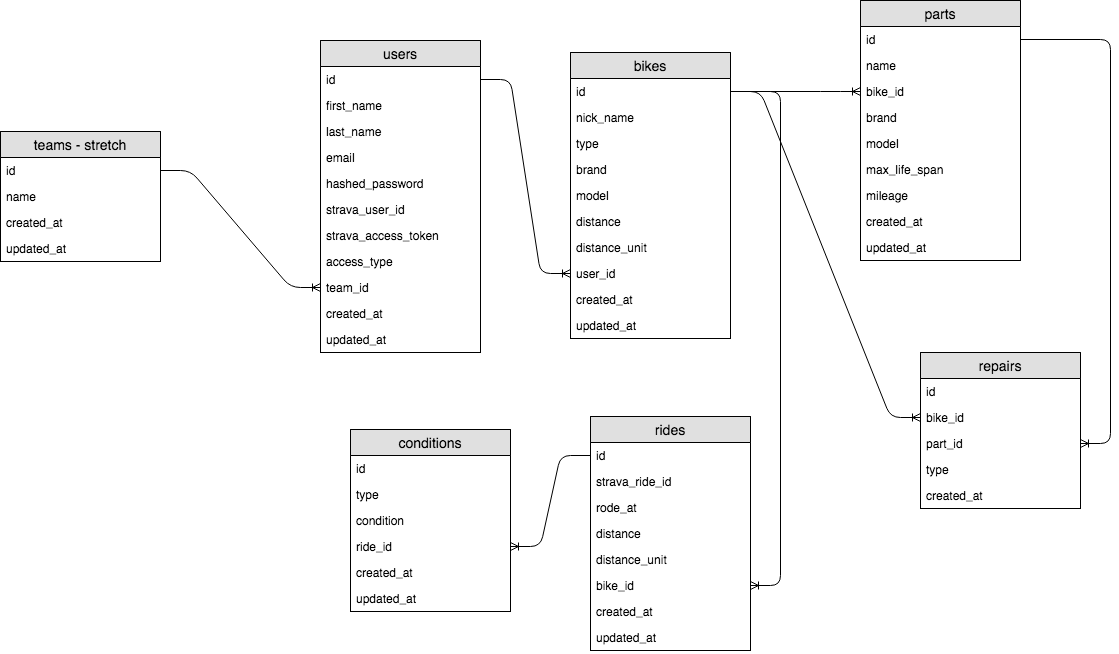 teams - stretch
id
name
created_at
updated_at
users
id
first_name
last_name
email
hashed_password
strava_user_id
strava_access_token
access_type
team_id
created_at
updated_at
bikes
id
nick_name
type
brand
model
distance
distance_unit
user_id
created_at
updated_at
parts
id
name
bike_id
brand
model
max_life_span
mileage
created_at
updated_at
conditions
id
type
condition
ride_id
created_at
updated_at
rides
id
strava_ride_id
rode_at
distance
distance_unit
bike_id
created_at
updated_at
repairs
id
bike_id
part_id
type
created_at